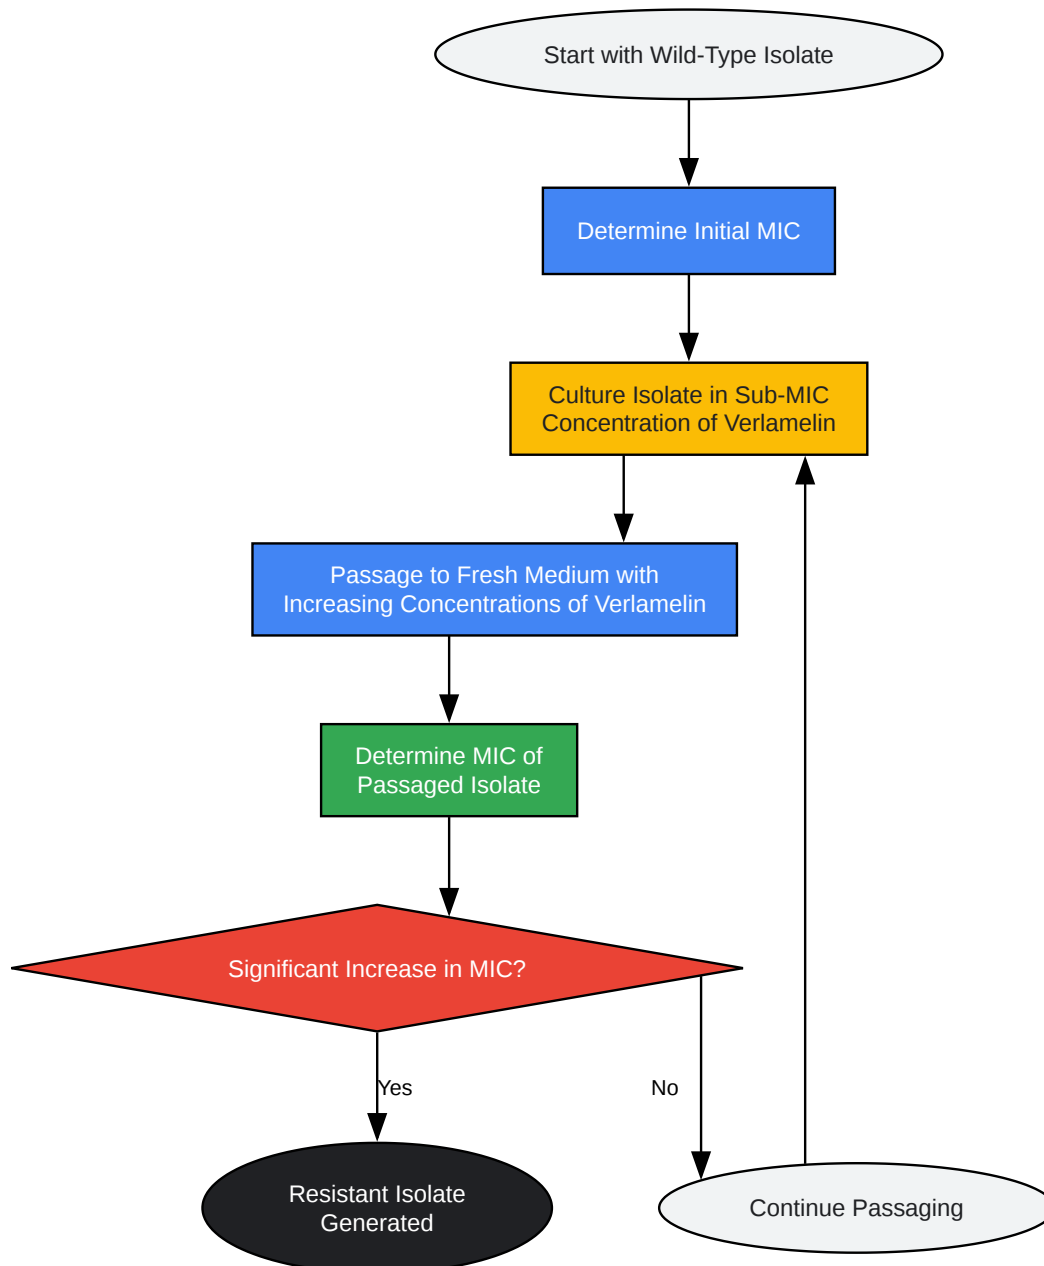 Start with Wild-Type Isolate
Determine Initial MIC
Culture Isolate in Sub-MIC
Concentration of Verlamelin
Passage to Fresh Medium with
Increasing Concentrations of Verlamelin
Determine MIC of
Passaged Isolate
Significant Increase in MIC?
Yes
No
Resistant Isolate
Generated
Continue Passaging